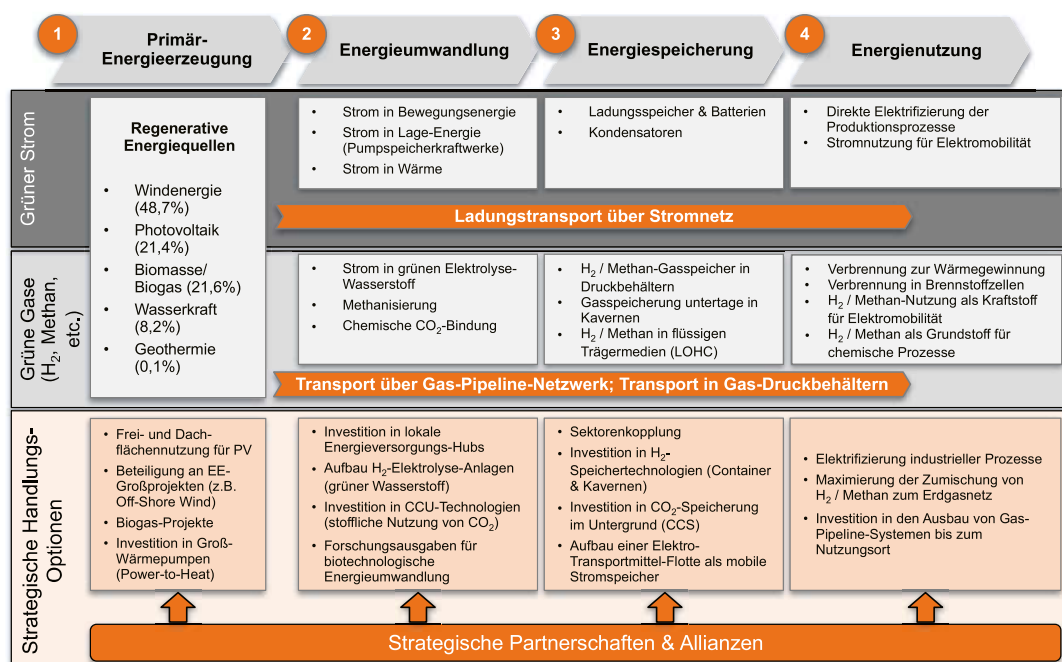 1
Primär-
Energieerzeugung
2
Energieumwandlung
3
Energiespeicherung
4
Energienutzung
Grüner Strom
Regenerative
Energiequellen
• Windenergie
(48,7%)
• Photovoltaik
(21,4%)
• Biomasse/
Biogas (21,6%)
• Wasserkraft
(8,2%)
• Geothermie
(0,1%)
• Strom in Bewegungsenergie
• Strom in Lage-Energie
(Pumpspeicherkraftwerke)
• Strom in Wärme
• Ladungsspeicher & Batterien
• Kondensatoren
• Direkte Elektrifizierung der
Produktionsprozesse
• Stromnutzung für Elektromobilität
Ladungstransport über Stromnetz
Grüne Gase
(H₂, Methan,
etc.)
• Strom in grünen Elektrolyse-
Wasserstoff
• Methanisierung
• Chemische CO₂-Bindung
• H₂ / Methan-Gasspeicher in
Druckbehältern
• Gasspeicherung untertage in
Kavernen
• H₂ / Methan in flüssigen
Trägermedien (LOHC)
• Verbrennung zur Wärmegewinnung
• Verbrennung in Brennstoffzellen
• H₂ / Methan-Nutzung als Kraftstoff
für Elektromobilität
• H₂ / Methan als Grundstoff für
chemische Prozesse
Transport über Gas-Pipeline-Netzwerk; Transport in Gas-Druckbehältern
Strategische Handlungs-
Optionen
• Frei- und Dach-
flächennutzung für PV
• Beteiligung an EE-
Großprojekten (z.B.
Off-Shore Wind)
• Biogas-Projekte
• Investition in Groß-
Wärmepumpen
(Power-to-Heat)
• Investition in lokale
Energieversorgungs-Hubs
• Aufbau H₂-Elektrolyse-Anlagen
(grüner Wasserstoff)
• Investition in CCU-Technologien
(stoffliche Nutzung von CO₂)
• Forschungsausgaben für
biotechnologische
Energieumwandlung
• Sektorenkopplung
• Investition in H₂-
Speichertechnologien (Container
& Kavernen)
• Investition in CO₂-Speicherung
im Untergrund (CCS)
• Aufbau einer Elektro-
Transportmittel-Flotte als mobile
Stromspeicher
• Elektrifizierung industrieller Prozesse
• Maximierung der Zumischung von
H₂ / Methan zum Erdgasnetz
• Investition in den Ausbau von Gas-
Pipeline-Systemen bis zum
Nutzungsort
Strategische Partnerschaften & Allianzen